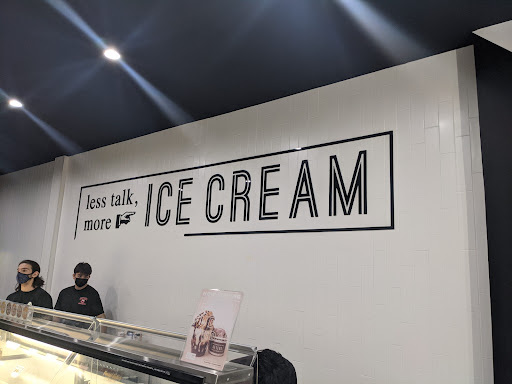 less talk,
more ICE CREAM